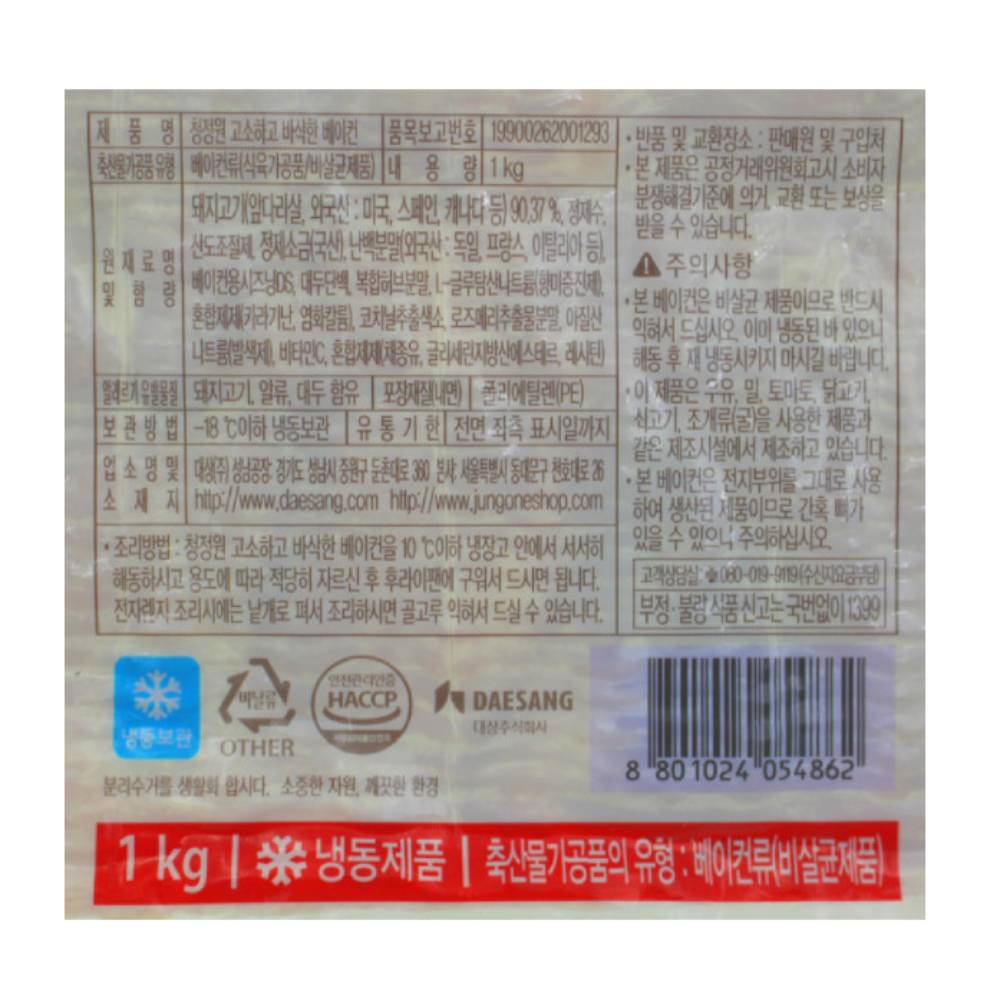 제품명 청정원 고소하고 바삭한 베이컨 품목보고번호 19900262001293
축산물가공품 유형 베이컨류(식육가공품/비살균제품) 내용량 1 kg
원재료명 및 함량
돼지고기(앞다리살, 외국산 : 미국, 스페인, 캐나다 등) 90.37 %, 정제수,
산도조절제, 정제소금(국산), 난백분말(외국산 : 독일, 프랑스, 이탈리아 등),
베이컨용시즈닝DS, 대두단백, 복합허브분말, L-글루탐산나트륨(향미증진제),
혼합제제(카라기난, 염화칼륨), 코치닐추출색소, 로즈메리추출물분말, 아질산
나트륨(발색제), 비타민C, 혼합제제(채종유, 글리세린지방산에스테르, 레시틴)
알레르기 유발물질 돼지고기, 알류, 대두 함유 포장재질(내면) 폴리에틸렌(PE)
보관방법 -18 ℃이하 냉동보관 유통기한 전면 좌측 표시일까지
업소명 및 소재지
대상(주) 성남공장: 경기도 성남시 중원구 둔촌대로 360 본사: 서울특별시 동대문구 천호대로 26
http://www.daesang.com http://www.jungoneshop.com
• 조리방법 : 청정원 고소하고 바삭한 베이컨을 10 ℃이하 냉장고 안에서 서서히
해동하시고 용도에 따라 적당히 자르신 후 후라이팬에 구워서 드시면 됩니다.
전자렌지 조리시에는 낱개로 펴서 조리하시면 골고루 익혀서 드실 수 있습니다.
• 반품 및 교환장소 : 판매원 및 구입처
• 본 제품은 공정거래위원회고시 소비자
분쟁해결기준에 의거, 교환 또는 보상을
받을 수 있습니다.
주의사항
• 본 베이컨은 비살균 제품이므로 반드시
익혀서 드십시오. 이미 냉동된 바 있으니
해동 후 재 냉동시키지 마시길 바랍니다.
• 이 제품은 우유, 밀, 토마토, 닭고기,
쇠고기, 조개류(굴)을 사용한 제품과
같은 제조시설에서 제조하고 있습니다.
• 본 베이컨은 전지부위를 그대로 사용
하여 생산된 제품이므로 간혹 뼈가
있을 수 있으니 주의하십시오.
고객상담실: 080-019-9119(수신자요금부담)
부정·불량식품 신고는 국번없이 1399
냉동보관
비닐류
OTHER
안전관리인증
HACCP
DAESANG
대상주식회사
8 801024 054862
분리수거를 생활화 합시다. 소중한 자원, 깨끗한 환경
1 kg | 냉동제품 | 축산물가공품의 유형 : 베이컨류(비살균제품)